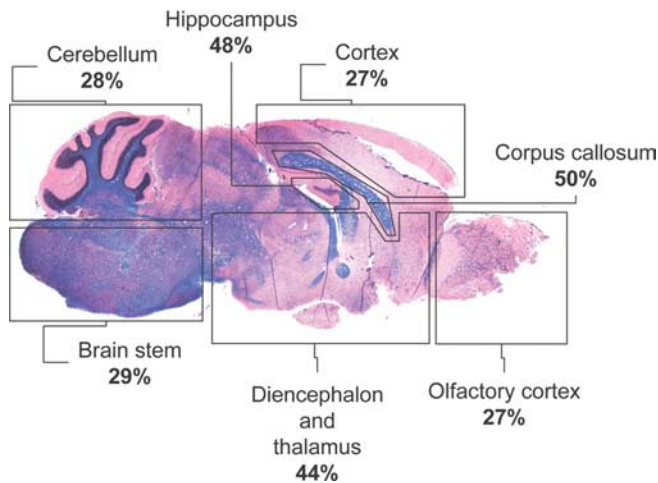 Hippocampus
48%
Cerebellum
28%
Cortex
27%
Corpus callosum
50%
Brain stem
29%
Diencephalon
and
thalamus
44%
Olfactory cortex
27%